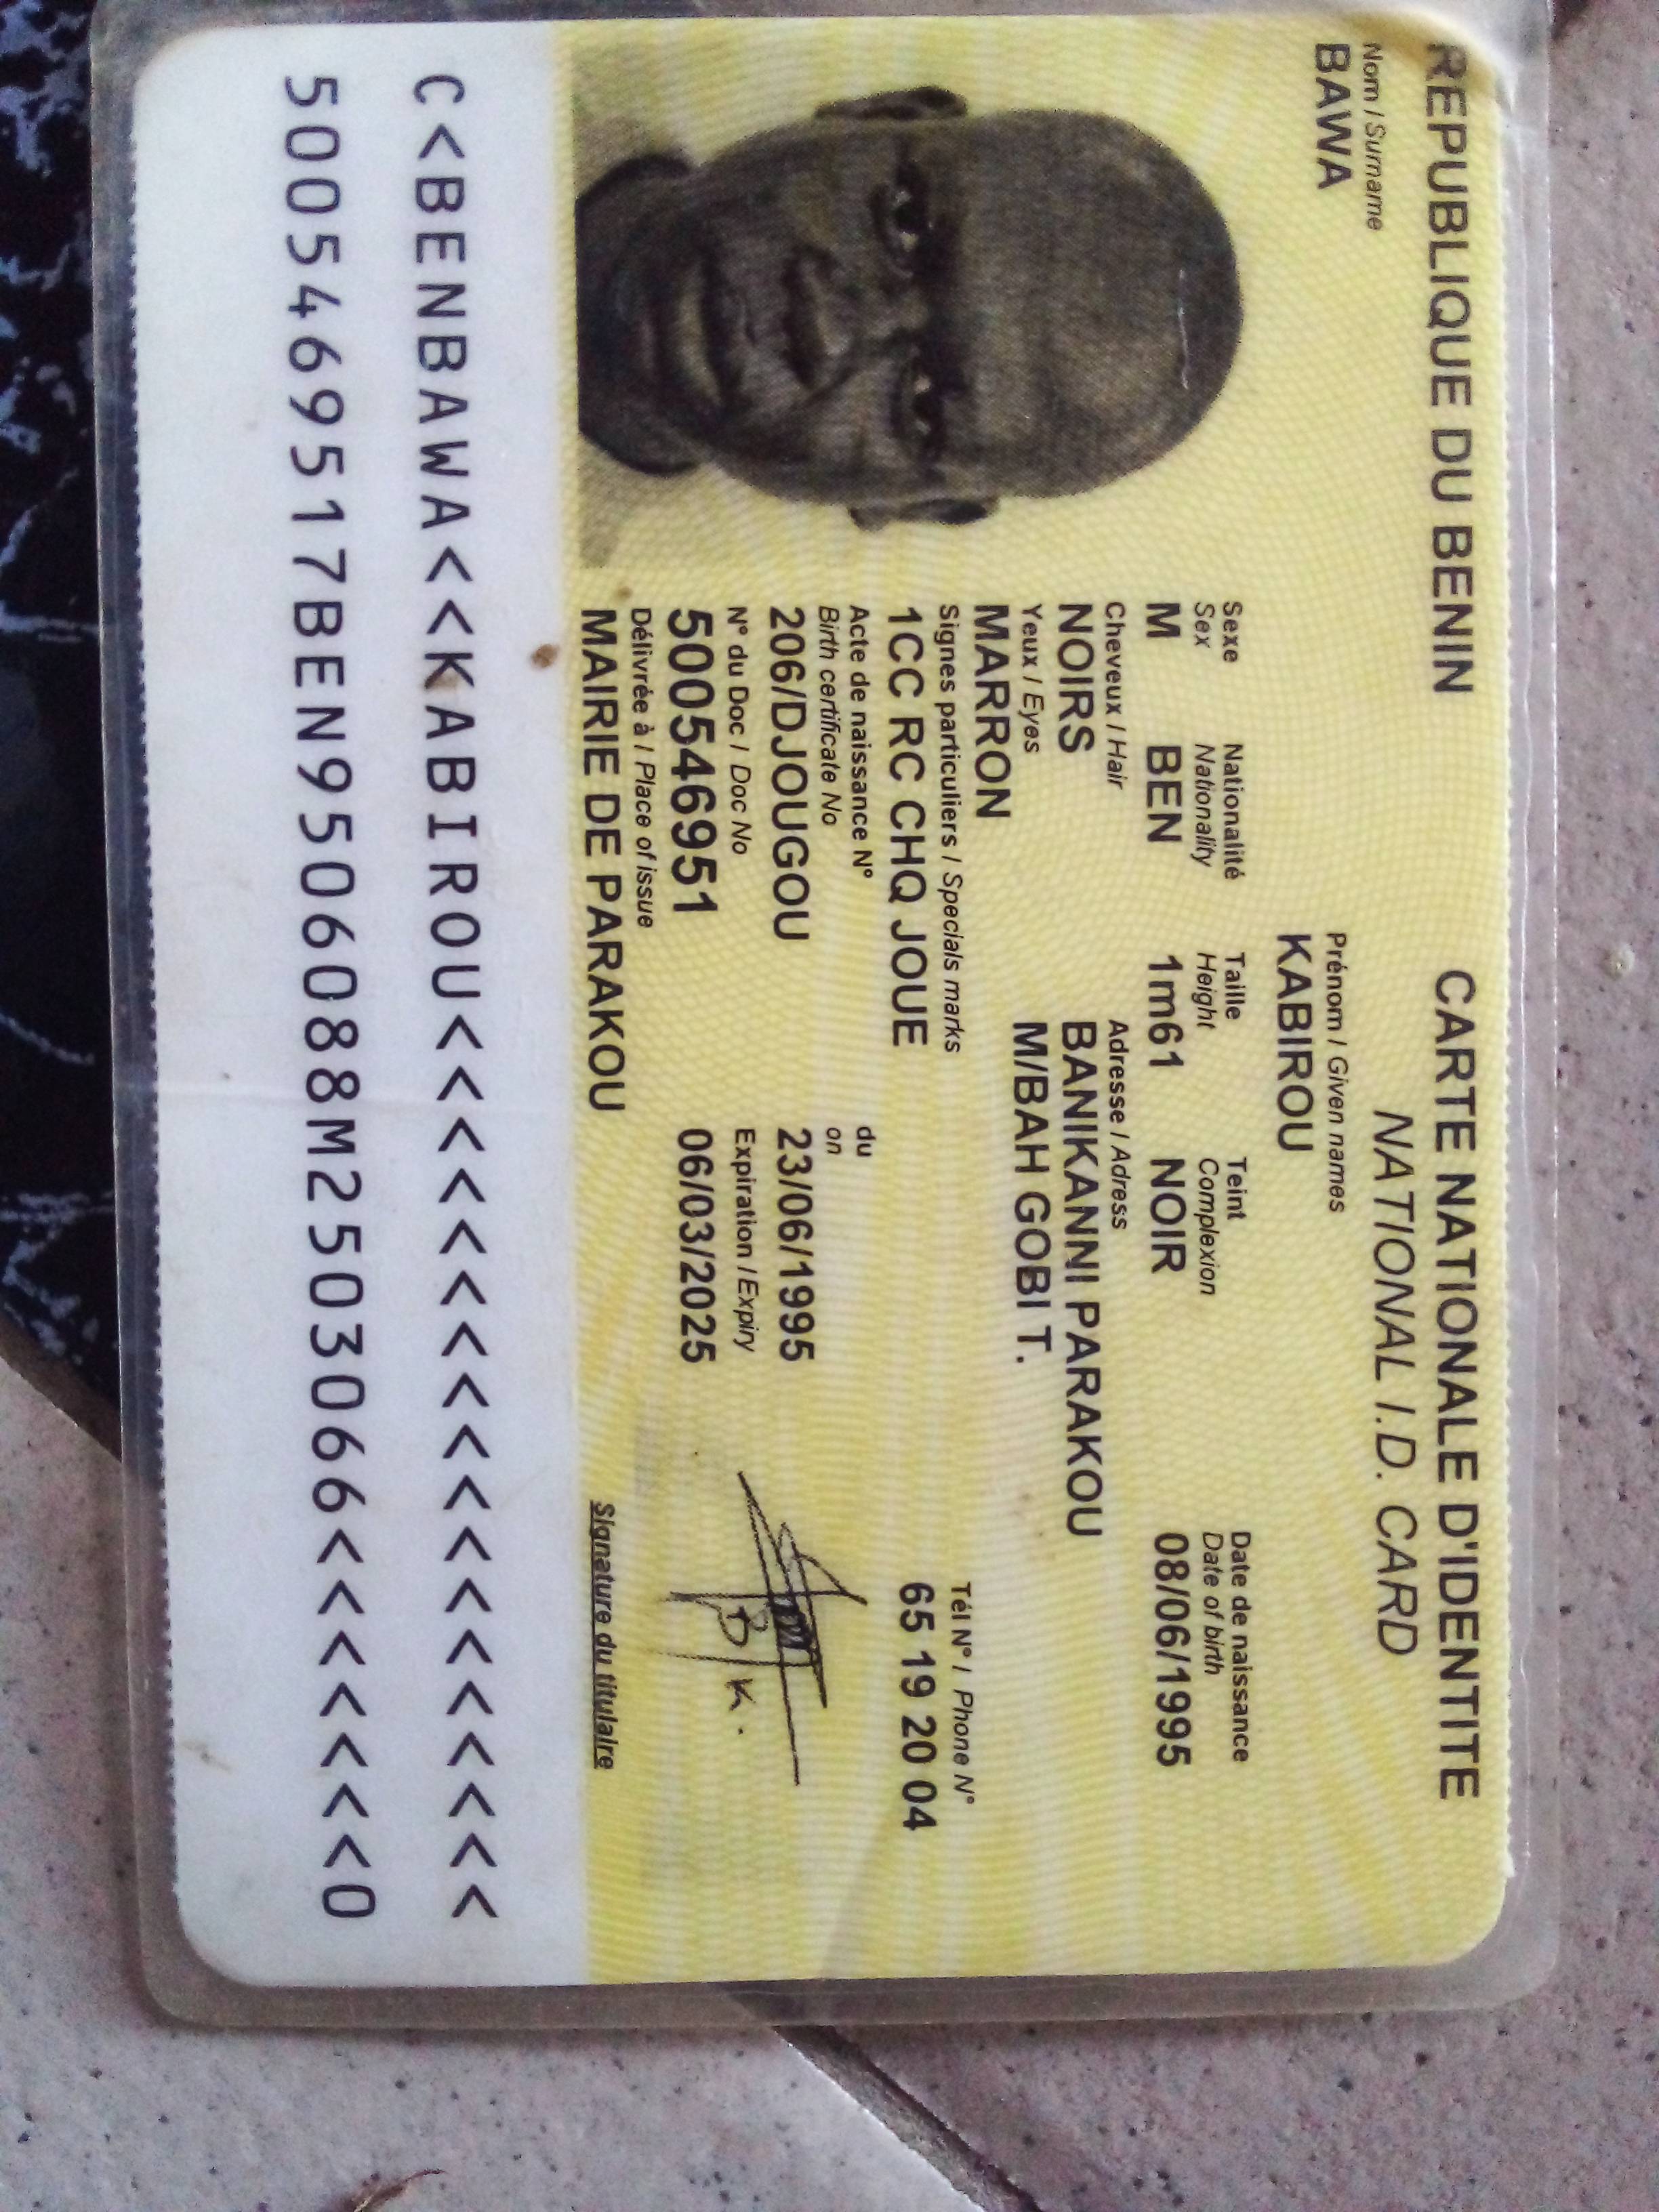 REPUBLIQUE DU BENIN
CARTE NATIONALE D'IDENTITE
NATIONAL I.D. CARD
Nom / Surname
BAWA
Prénom / Given names
KABIROU
Sexe Nationalité Taille Teint Date de naissance
Sex Nationality Height Complexion Date of birth
M BEN 1m61 NOIR 08/06/1995
Cheveux / Hair Adresse / Adress
NOIRS BANIKANNI PARAKOU
Yeux / Eyes M/BAH GOBI T.
MARRON
Signes particuliers / Specials marks Tél N° / Phone N°
1CC RC CHQ JOUE 65 19 20 04
Acte de naissance N° du
Birth certificate No on
206/DJOUGOU 23/06/1995
N° du Doc / Doc No Expiration / Expiry
500546951 06/03/2025
Délivrée à / Place of issue
MAIRIE DE PARAKOU
B K.
Signature du titulaire
C<BENBAWA<<KABIROU<<<<<<<<<<<<<<<<<<
5005469517BEN9506088M2503066<<<<<<<0